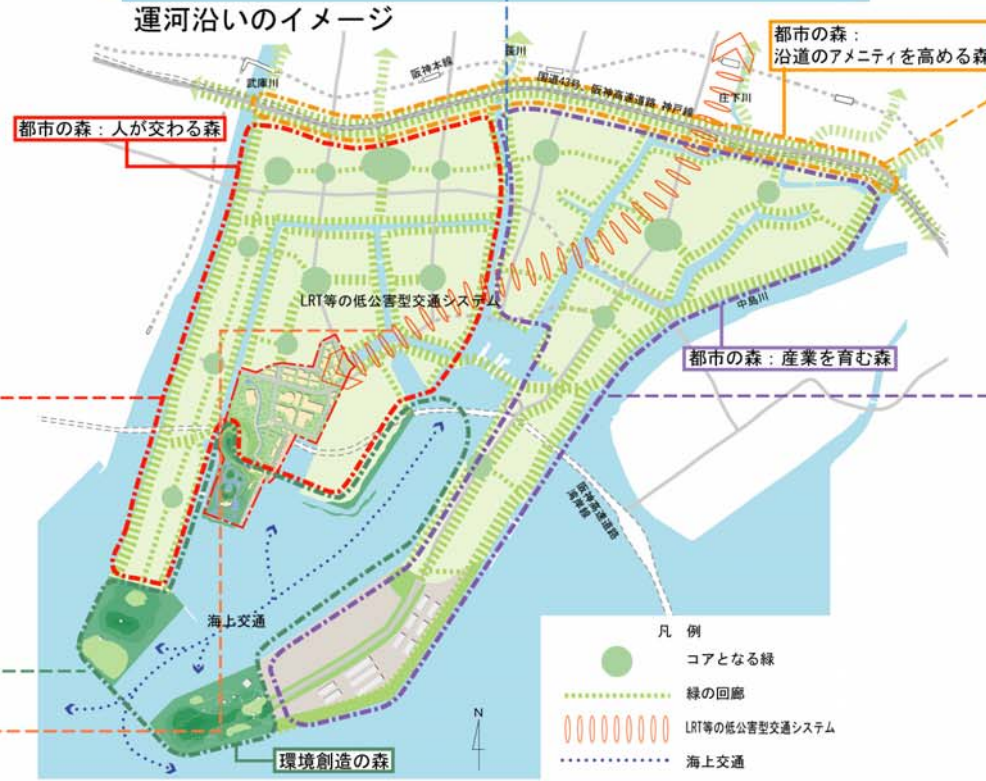 運河沿いのイメージ
都市の森：
沿道のアメニティを高める森
武庫川
阪神本線
蓬川
国道43号、阪神高速道路 神戸線
庄下川
都市の森：人が交わる森
LRT等の低公害型交通システム
中島川
都市の森：産業を育む森
阪神高速道路
湾岸線
海上交通
環境創造の森
N
凡 例
コアとなる緑
緑の回廊
LRT等の低公害型交通システム
海上交通